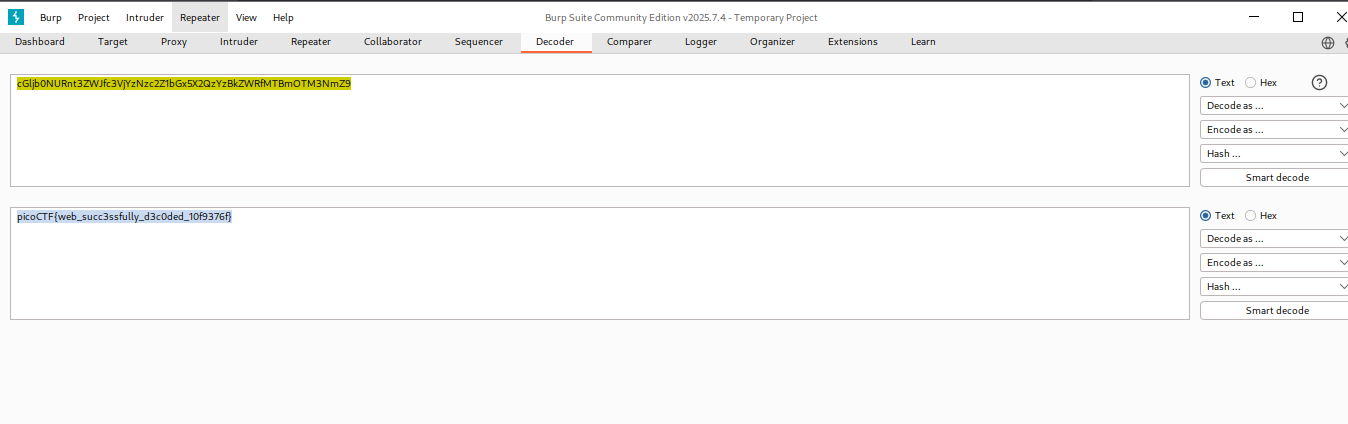 Burp Project Intruder Repeater View Help Burp Suite Community Edition v2025.7.4 - Temporary Project
Dashboard Target Proxy Intruder Repeater Collaborator Sequencer Decoder Comparer Logger Organizer Extensions Learn
cGljb0NURnt3ZWJfc3VjYzNzc2Z1bGx5X2QzYzBkZWRfMTBmOTM3NmZ9
Text Hex ?
Decode as ...
Encode as ...
Hash ...
Smart decode
picoCTF{web_succ3ssfully_d3c0ded_10f9376f}
Text Hex
Decode as ...
Encode as ...
Hash ...
Smart decode